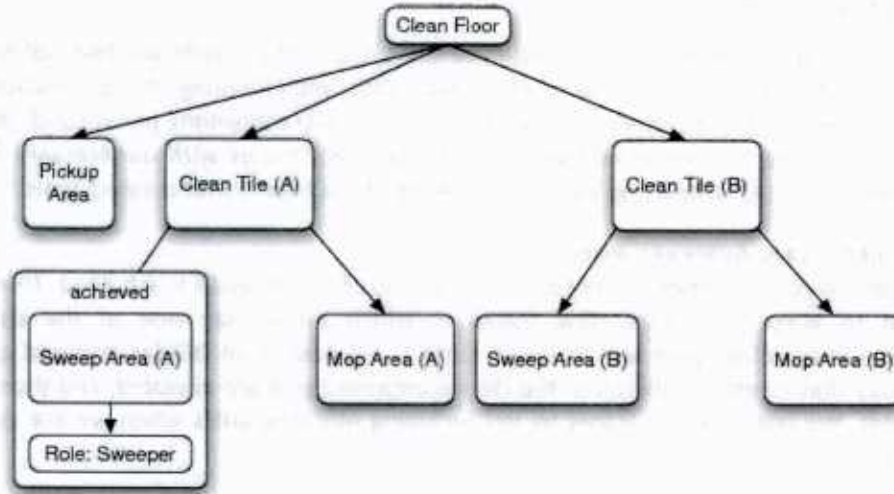 Clean Floor
Pickup
Area
Clean Tile (A)
Clean Tile (B)
achieved
Sweep Area (A)
Mop Area (A)
Sweep Area (B)
Mop Area (B)
Role: Sweeper